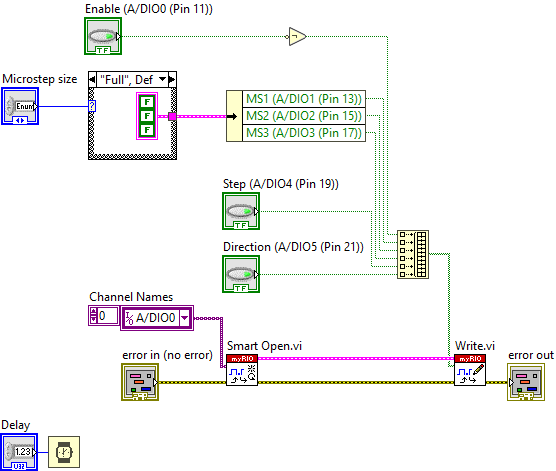 Enable (A/DIO0 (Pin 11))
TF
Microstep size
"Full", Def
Enum
?
F
F
F
MS1 (A/DIO1 (Pin 13))
MS2 (A/DIO2 (Pin 15))
MS3 (A/DIO3 (Pin 17))
Step (A/DIO4 (Pin 19))
TF
Direction (A/DIO5 (Pin 21))
TF
Channel Names
0
I/O A/DIO0
error in (no error)
Smart Open.vi
myRIO
Write.vi
myRIO
error out
Delay
1.23
U32